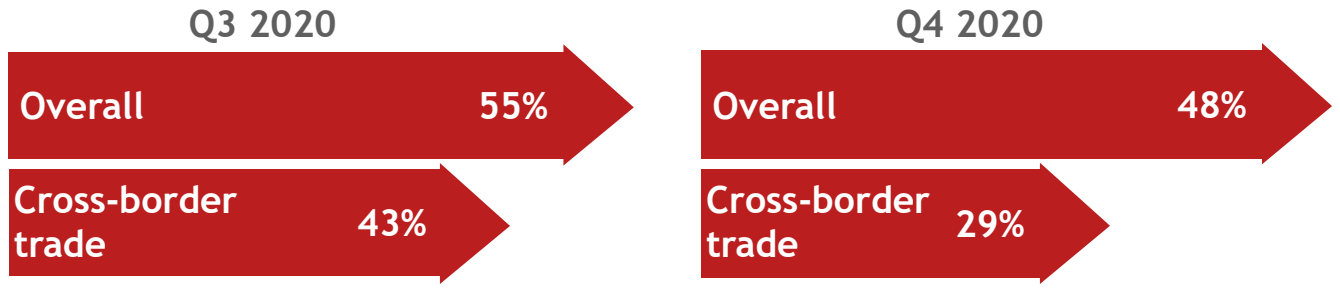 Q3 2020
Overall 55%
Cross-border
trade 43%
Q4 2020
Overall 48%
Cross-border
trade 29%